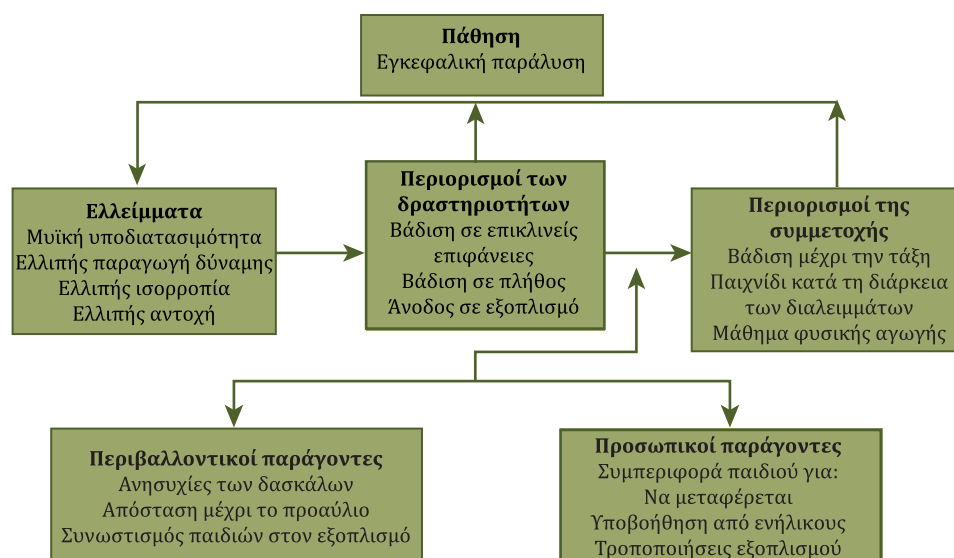 Πάθηση
Εγκεφαλική παράλυση
Ελλείμματα
Μυϊκή υποδιατασιμότητα
Ελλιπής παραγωγή δύναμης
Ελλιπής ισορροπία
Ελλιπής αντοχή
Περιορισμοί των
δραστηριοτήτων
Βάδιση σε επικλινείς
επιφάνειες
Βάδιση σε πλήθος
Άνοδος σε εξοπλισμό
Περιορισμοί της
συμμετοχής
Βάδιση μέχρι την τάξη
Παιχνίδι κατά τη διάρκεια
των διαλειμμάτων
Μάθημα φυσικής αγωγής
Περιβαλλοντικοί παράγοντες
Ανησυχίες των δασκάλων
Απόσταση μέχρι το προαύλιο
Συνωστισμός παιδιών στον εξοπλισμό
Προσωπικοί παράγοντες
Συμπεριφορά παιδιού για:
Να μεταφέρεται
Υποβοήθηση από ενήλικους
Τροποποιήσεις εξοπλισμού